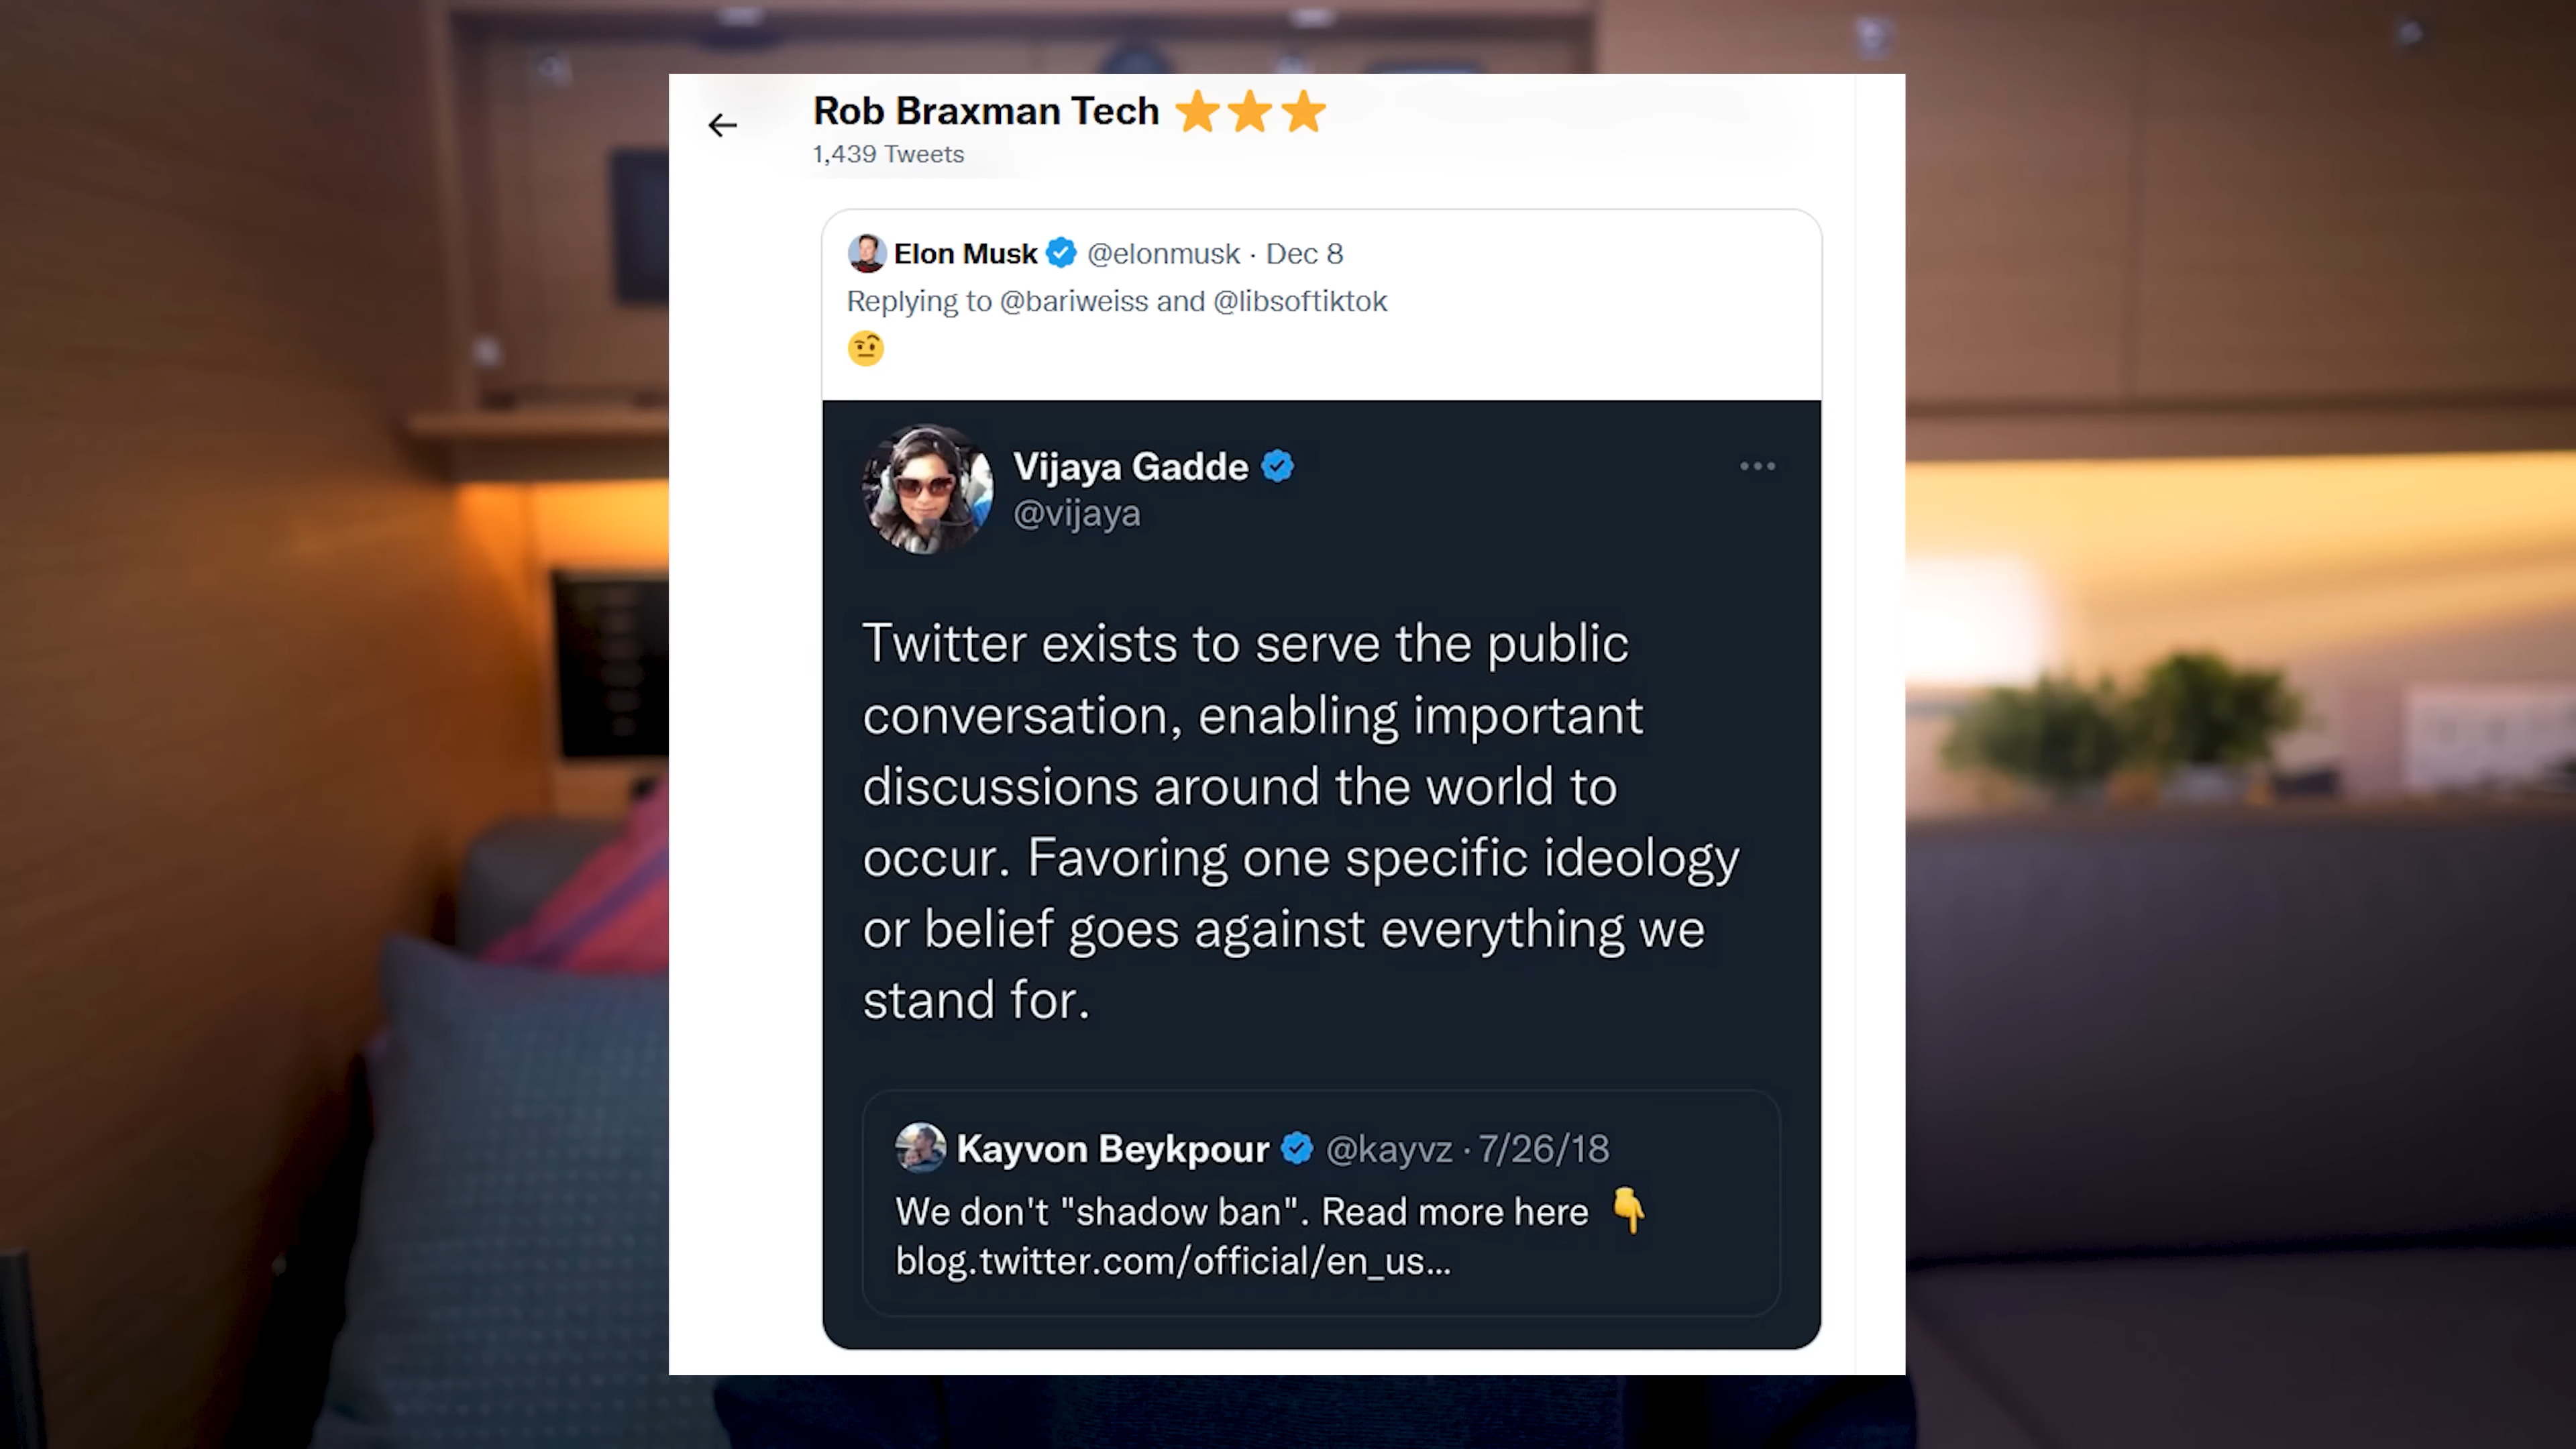 Rob Braxman Tech ⭐⭐⭐
1,439 Tweets
Elon Musk @elonmusk · Dec 8
Replying to @bariweiss and @libsoftiktok
🤨
Vijaya Gadde
@vijaya
Twitter exists to serve the public
conversation, enabling important
discussions around the world to
occur. Favoring one specific ideology
or belief goes against everything we
stand for.
Kayvon Beykpour @kayvz · 7/26/18
We don't "shadow ban". Read more here 👇
blog.twitter.com/official/en_us...